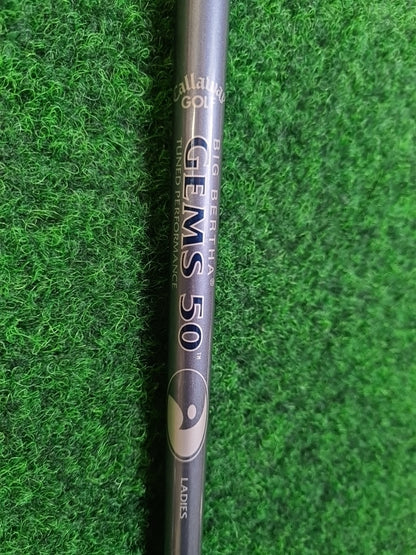 Callaway
GOLF
BIG BERTHA®
GEMS 50™
TUNED PERFORMANCE
LADIES